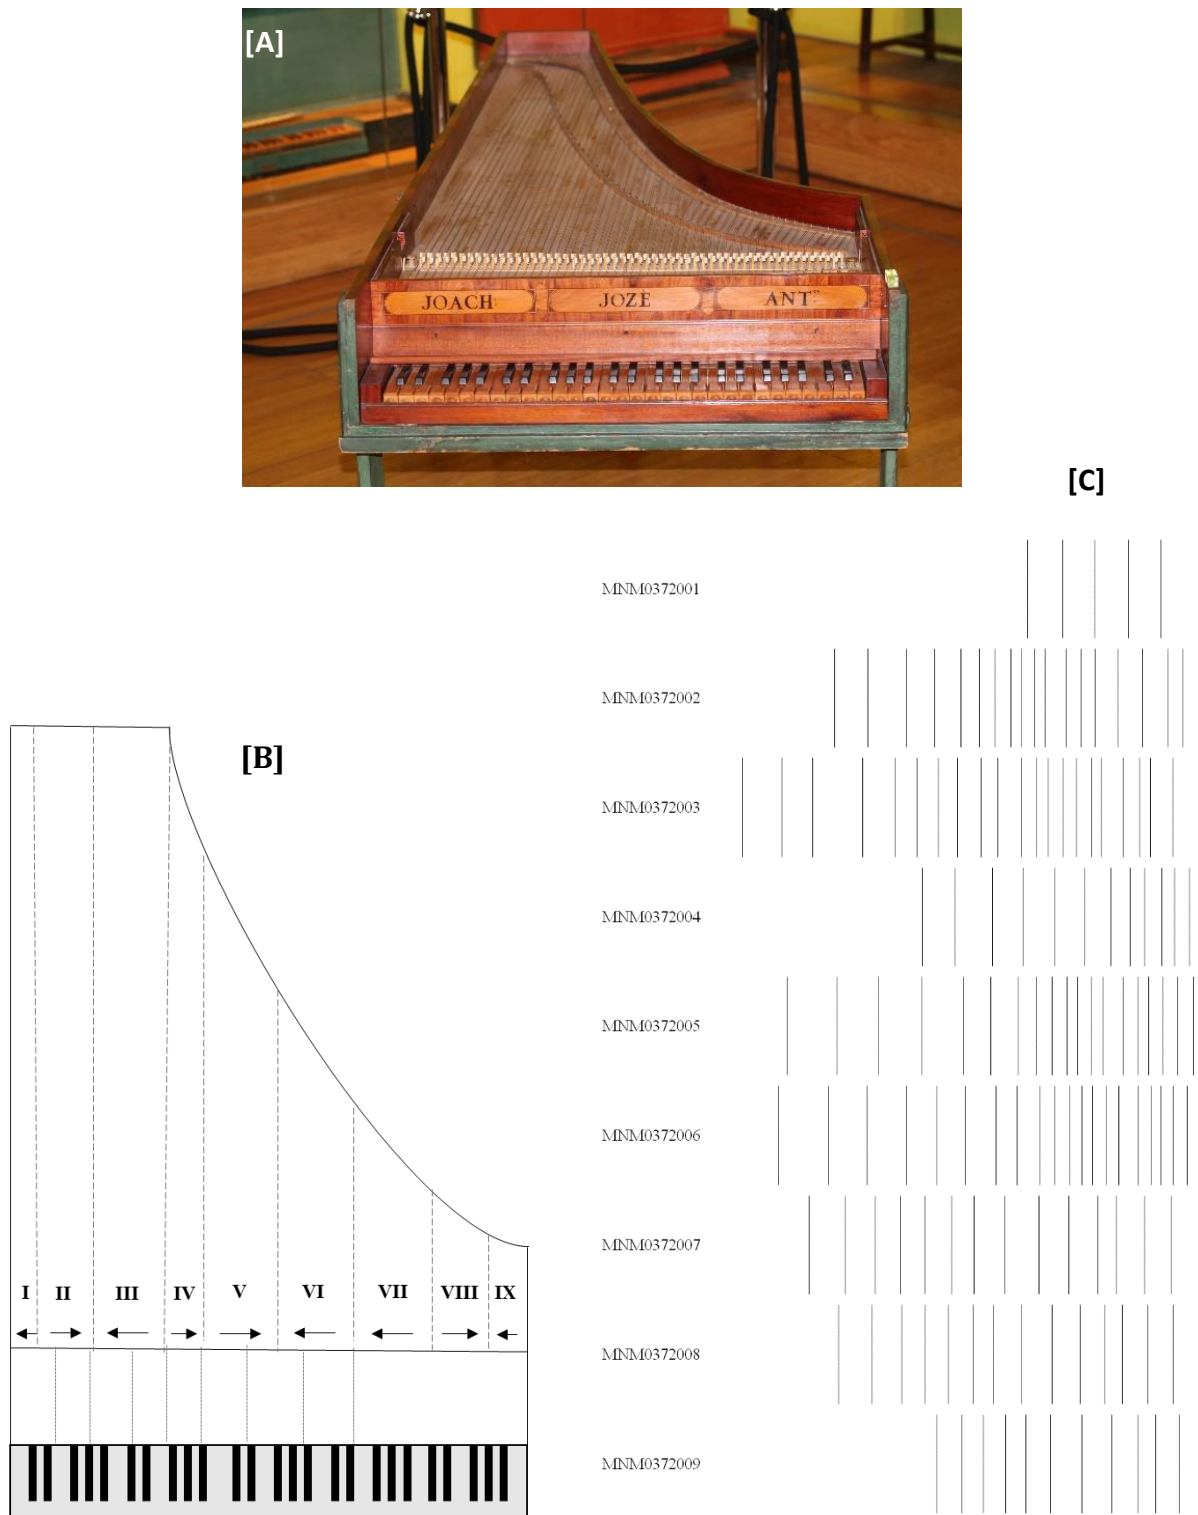 [A]
JOACH: JOZE ANT.º
[C]
MNM0372001
MNM0372002
MNM0372003
MNM0372004
MNM0372005
MNM0372006
MNM0372007
MNM0372008
MNM0372009
[B]
I II III IV V VI VII VIII IX